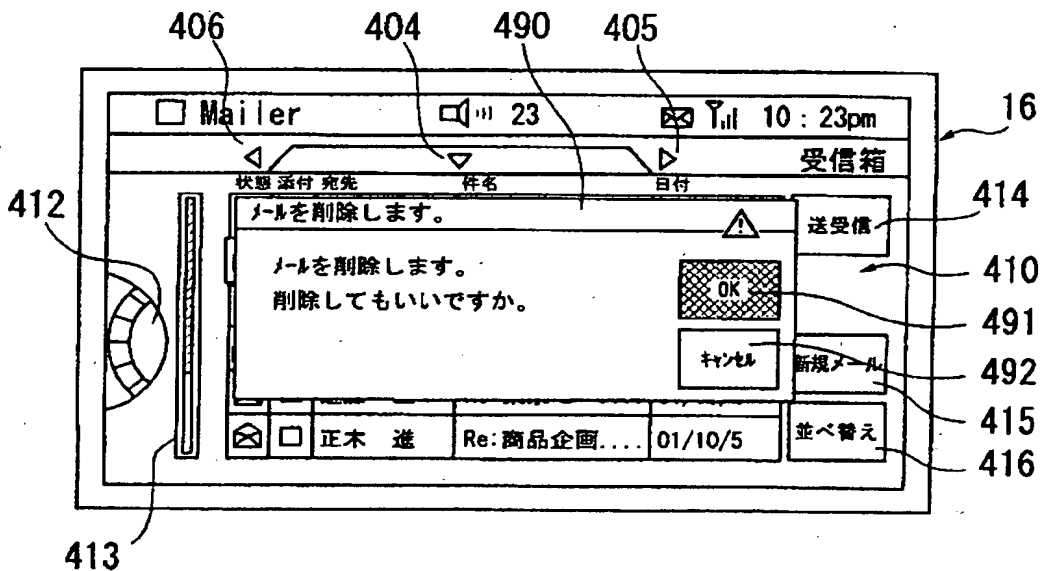 406 404 490 405
Mailer 23 10:23pm
16
受信箱
状態 添付 宛先 件名 日付
412
メールを削除します。
送受信
414
メールを削除します。
410
削除してもいいですか。
OK
491
キャンセル
492
新規メール
415
正木 進 Re:商品企画.... 01/10/5
並べ替え
416
413